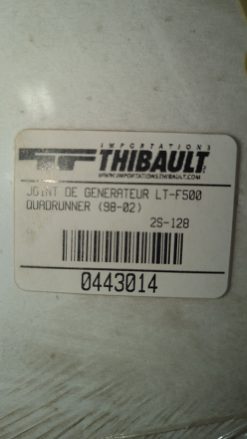 IMPORTATIONS
THIBAULT
WWW.IMPORTATIONSTHIBAULT.COM
JOINT DE GENERATEUR LT-F500
QUADRUNNER (98-02)
2S-128
0443014